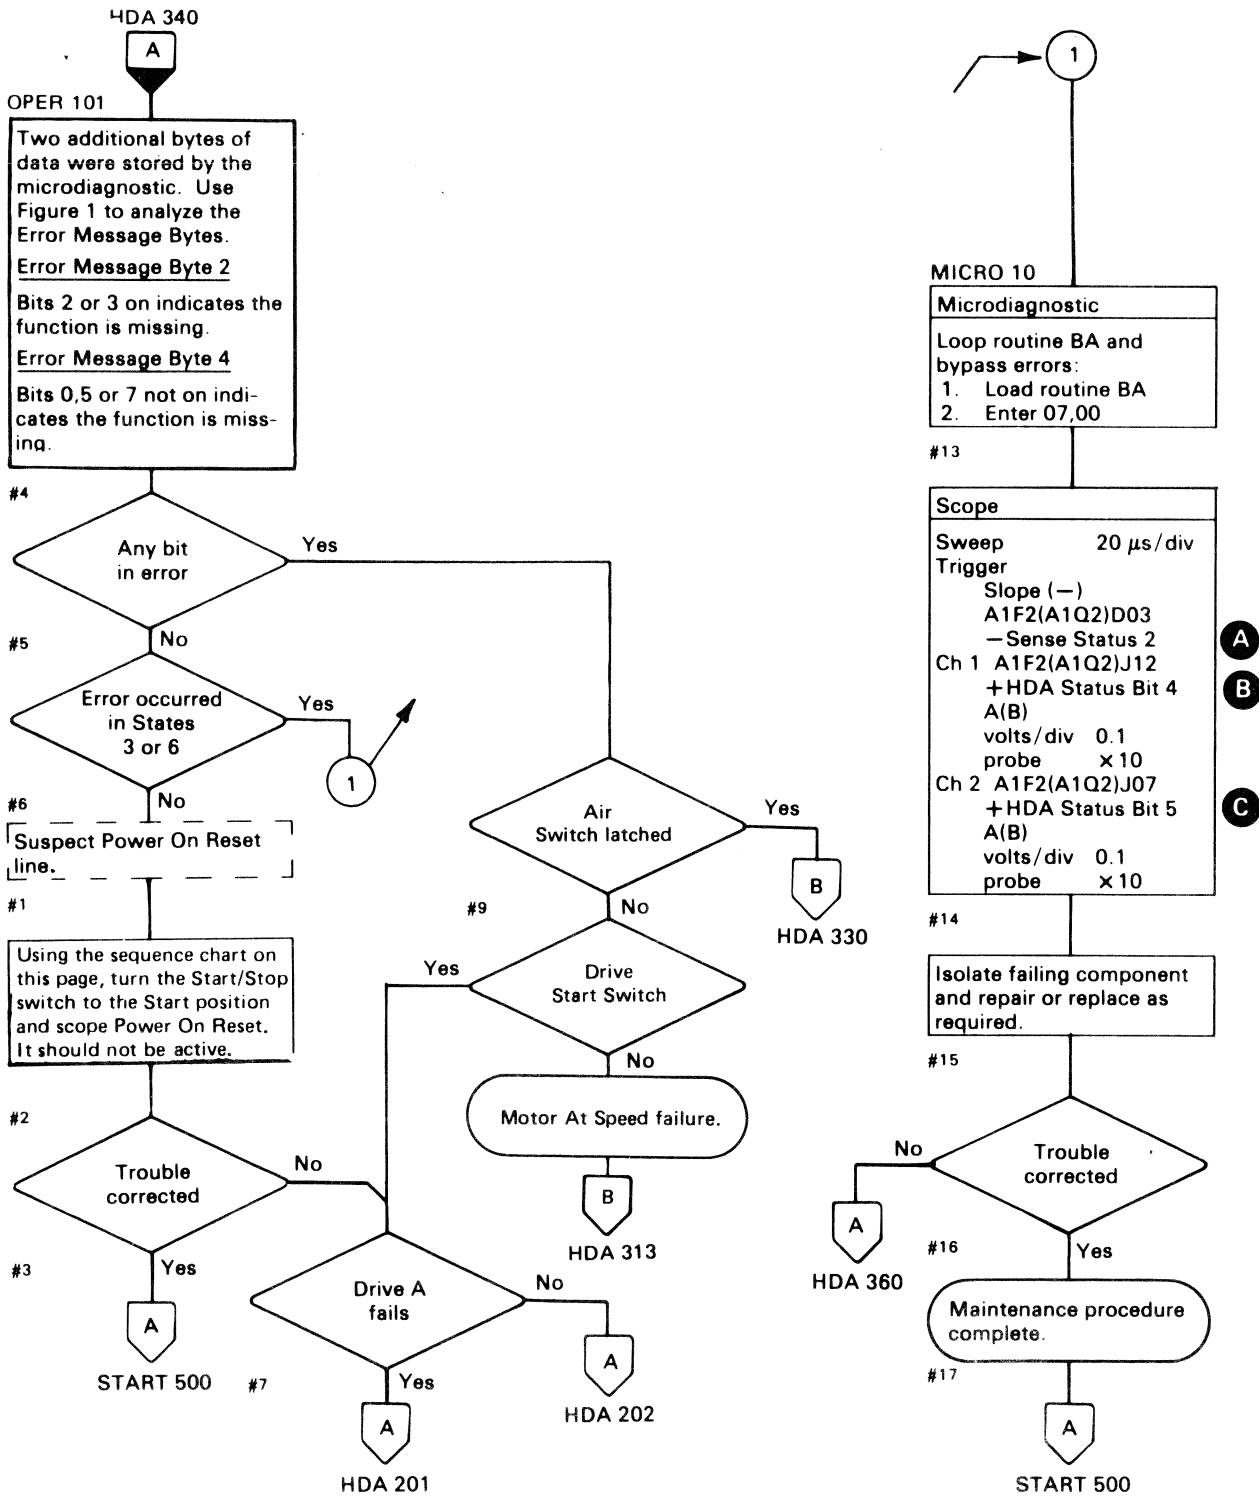 HDA 340
A
OPER 101
Two additional bytes of
data were stored by the
microdiagnostic. Use
Figure 1 to analyze the
Error Message Bytes.
Error Message Byte 2
Bits 2 or 3 on indicates the
function is missing.
Error Message Byte 4
Bits 0,5 or 7 not on indi-
cates the function is miss-
ing.
#4
Any bit
in error
Yes
#5
No
Error occurred
in States
3 or 6
Yes
1
#6
No
Suspect Power On Reset
line.
#1
Using the sequence chart on
this page, turn the Start/Stop
switch to the Start position
and scope Power On Reset.
It should not be active.
#2
Trouble
corrected
No
#3
Yes
A
START 500
Air
Switch latched
Yes
B
HDA 330
#9
No
Drive
Start Switch
Yes
No
Motor At Speed failure.
B
HDA 313
Drive A
fails
No
A
HDA 202
#7
Yes
A
HDA 201
1
MICRO 10
Microdiagnostic
Loop routine BA and
bypass errors:
1. Load routine BA
2. Enter 07,00
#13
Scope
Sweep 20 μs/div
Trigger
Slope (—)
A1F2(A1Q2)D03
—Sense Status 2
A
Ch 1 A1F2(A1Q2)J12
+HDA Status Bit 4
B
A(B)
volts/div 0.1
probe ×10
Ch 2 A1F2(A1Q2)J07
+HDA Status Bit 5
C
A(B)
volts/div 0.1
probe ×10
#14
Isolate failing component
and repair or replace as
required.
#15
Trouble
corrected
No
A
HDA 360
#16
Yes
Maintenance procedure
complete.
#17
A
START 500